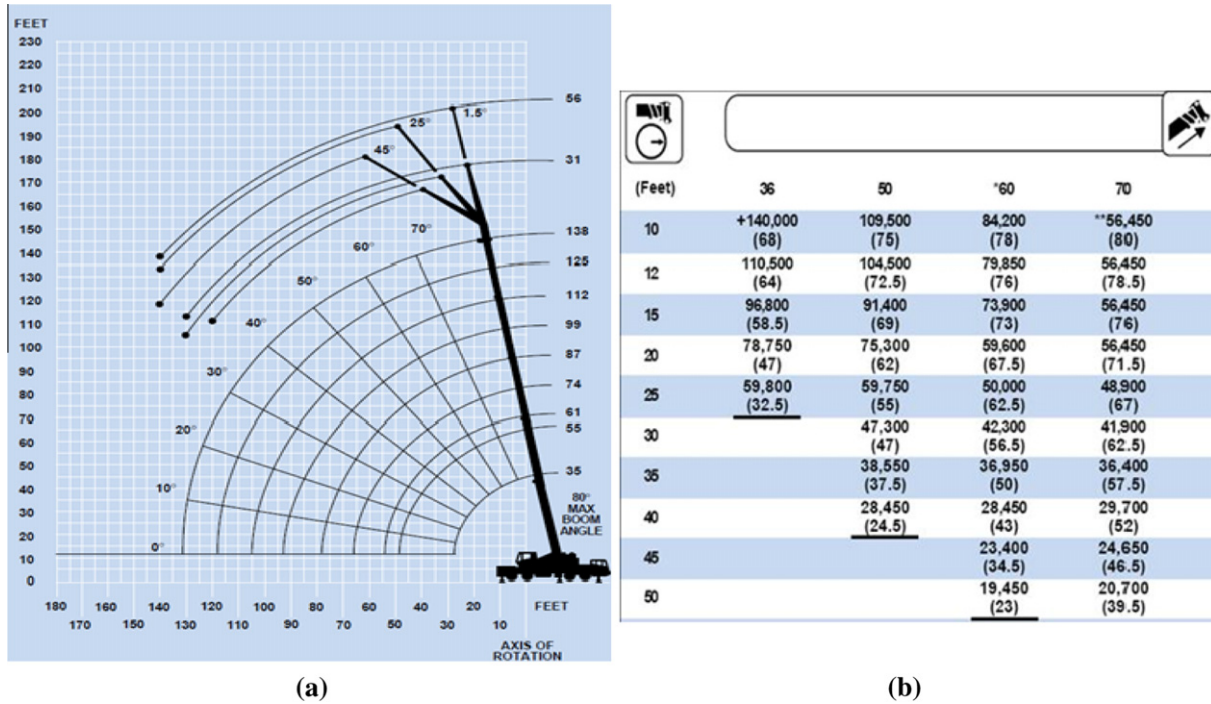 FEET
230
220
210
200
190
180
170
160
150
140
130
120
110
100
90
80
70
60
50
40
30
20
10
0
56
1.5°
25°
45°
31
70°
138
60°
125
50°
112
40°
99
30°
87
74
20°
61
55
10°
35
80°
MAX
BOOM
ANGLE
0°
180 160 140 120 100 80 60 40 20 FEET
170 150 130 110 90 70 50 30 10
AXIS OF
ROTATION
(a)
(Feet) 36 50 *60 70
10 +140,000 109,500 84,200 **56,450
(68) (75) (78) (80)
12 110,500 104,500 79,850 56,450
(64) (72.5) (76) (78.5)
15 96,800 91,400 73,900 56,450
(58.5) (69) (73) (76)
20 78,750 75,300 59,600 56,450
(47) (62) (67.5) (71.5)
25 59,800 59,750 50,000 48,900
(32.5) (55) (62.5) (67)
30 47,300 42,300 41,900
(47) (56.5) (62.5)
35 38,550 36,950 36,400
(37.5) (50) (57.5)
40 28,450 28,450 29,700
(24.5) (43) (52)
45 23,400 24,650
(34.5) (46.5)
50 19,450 20,700
(23) (39.5)
(b)